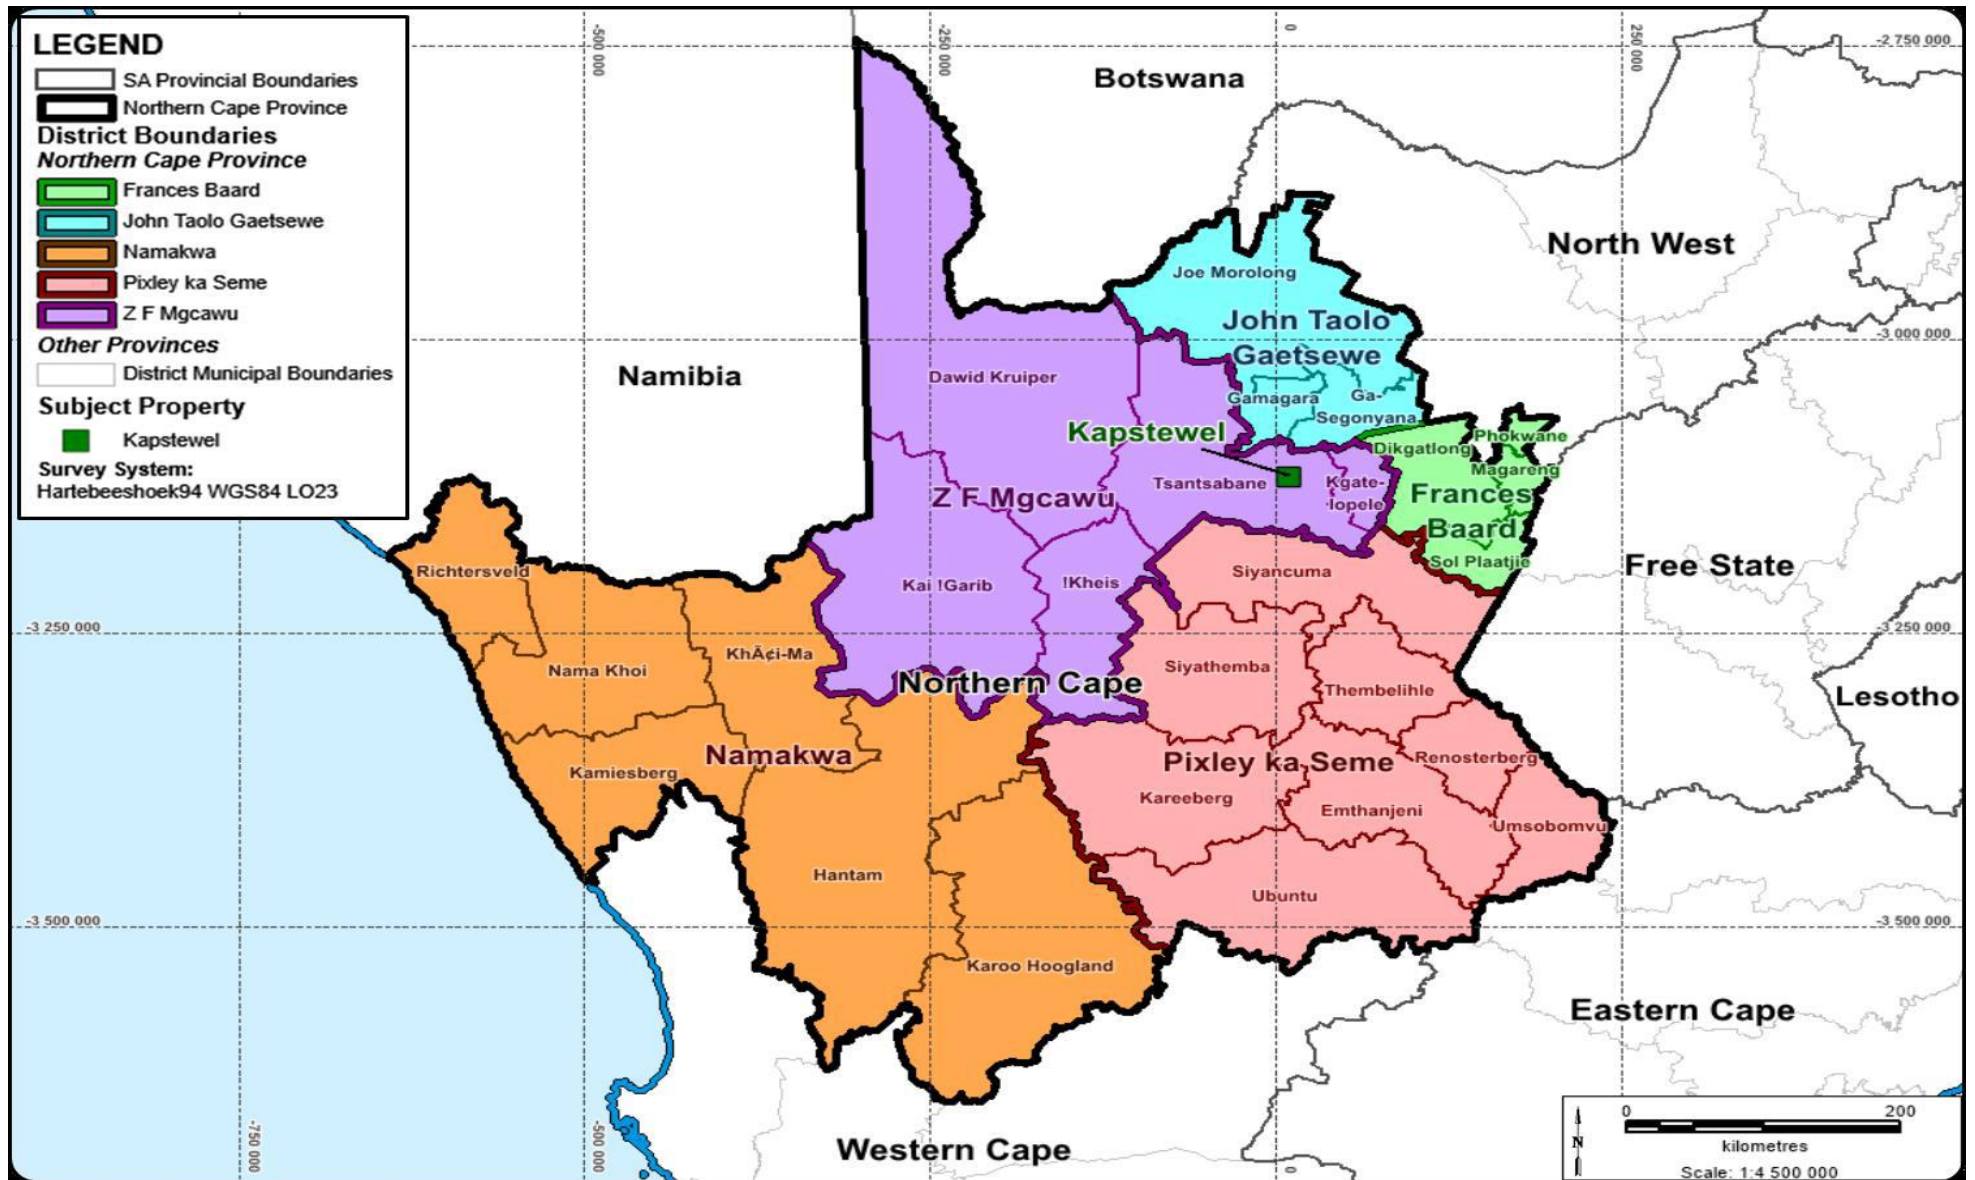 LEGEND
SA Provincial Boundaries
Northern Cape Province
District Boundaries
Northern Cape Province
Frances Baard
John Taolo Gaetsewe
Namakwa
Pixley ka Seme
Z F Mgcawu
Other Provinces
District Municipal Boundaries
Subject Property
Kapstewel
Survey System:
Hartebeeshoek94 WGS84 LO23
-500 000
-250 000
0
250 000
-2 750 000
Botswana
North West
Joe Morolong
John Taolo
Gaetsewe
-3 000 000
Namibia
Dawid Kruiper
Gamagara
Ga-
Segonyana
Kapstewel
Phokwane
Dikgatlong
Magareng
Tsantsabane
Kgate-
lopele
Z F Mgcawu
Frances
Baard
Sol Plaatjie
Free State
Richtersveld
Kai !Garib
!Kheis
Siyancuma
-3 250 000
-3 250 000
Nama Khoi
KhÃ¢i-Ma
Northern Cape
Siyathemba
Thembelihle
Lesotho
Namakwa
Kamiesberg
Pixley ka Seme
Renosterberg
Kareeberg
Emthanjeni
Umsobomvu
Hantam
Ubuntu
-3 500 000
-3 500 000
Karoo Hoogland
Eastern Cape
Western Cape
-750 000
-500 000
0
0 200
N
kilometres
Scale: 1:4 500 000